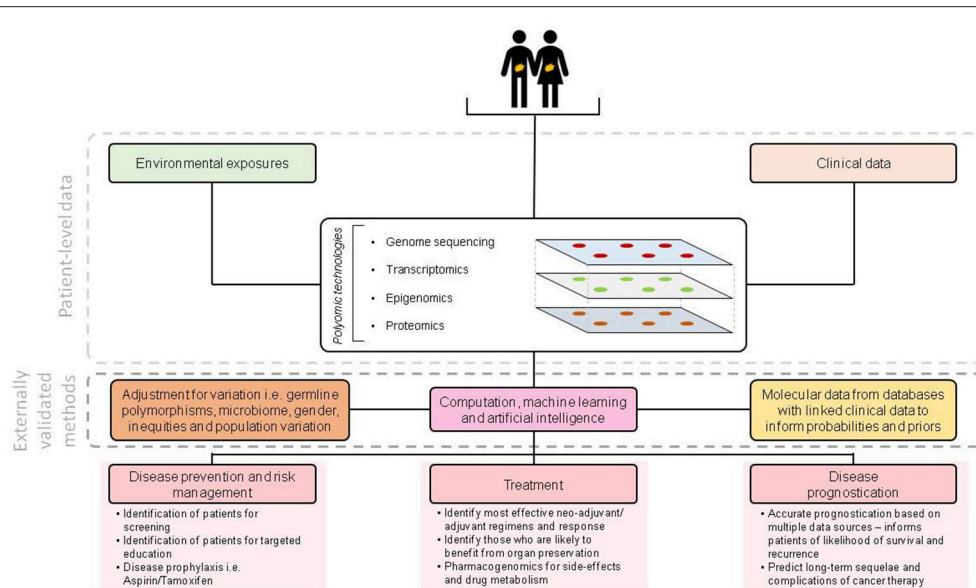 Patient-level data
Environmental exposures
Clinical data
Polyomic technologies
• Genome sequencing
• Transcriptomics
• Epigenomics
• Proteomics
Externally
validated
methods
Adjustment for variation i.e. germline
polymorphisms, microbiome, gender,
inequities and population variation
Computation, machine learning
and artificial intelligence
Molecular data from databases
with linked clinical data to
inform probabilities and priors
Disease prevention and risk
management
• Identification of patients for
screening
• Identification of patients for targeted
education
• Disease prophylaxis i.e.
Aspirin/Tamoxifen
Treatment
• Identify most effective neo-adjuvant/
adjuvant regimens and response
• Identify those who are likely to
benefit from organ preservation
• Pharmacogenomics for side-effects
and drug metabolism
Disease
prognostication
• Accurate prognostication based on
multiple data sources – informs
patients of likelihood of survival and
recurrence
• Predict long-term sequelae and
complications of cancer therapy